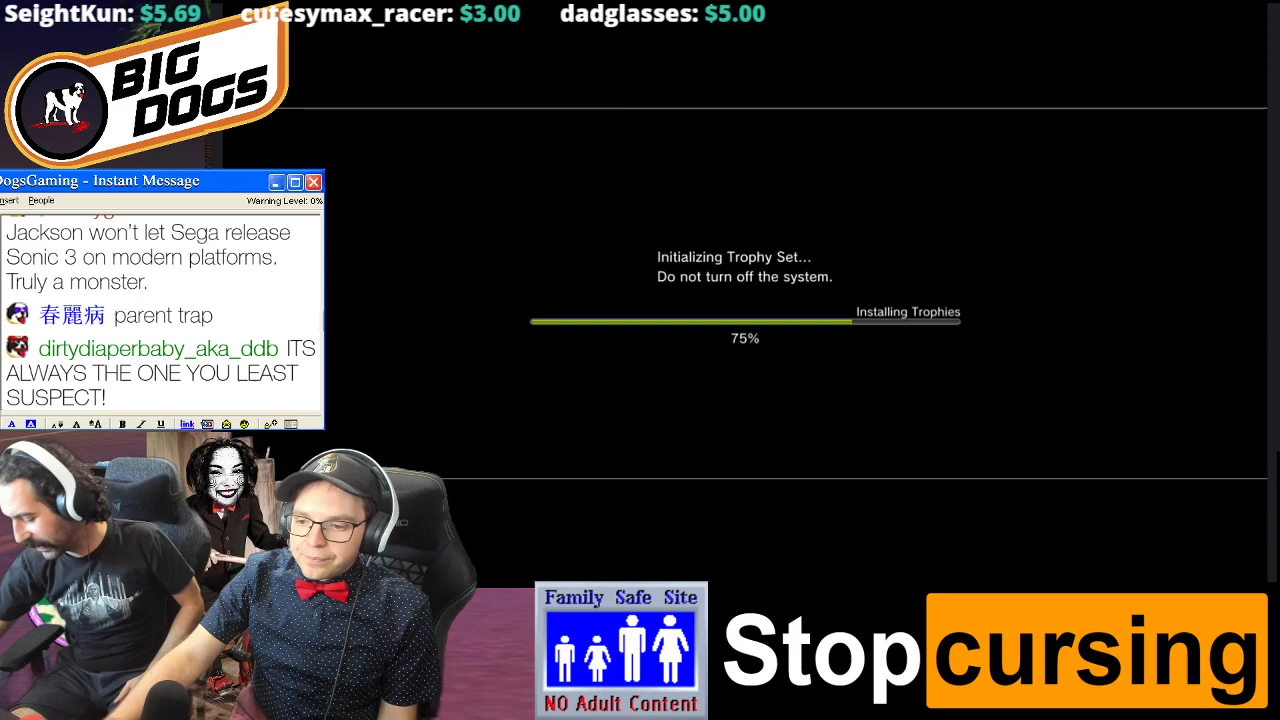 SeightKun: $5.69 cutesymax_racer: $3.00 dadglasses: $5.00
BIG
DOGS
DogsGaming - Instant Message
nsert People Warning Level: 0%
Jackson won't let Sega release
Sonic 3 on modern platforms.
Truly a monster.
春麗病 parent trap
dirtydiaperbaby_aka_ddb ITS
ALWAYS THE ONE YOU LEAST
SUSPECT!
link
Initializing Trophy Set...
Do not turn off the system.
Installing Trophies
75%
Family Safe Site
NO Adult Content
Stop cursing